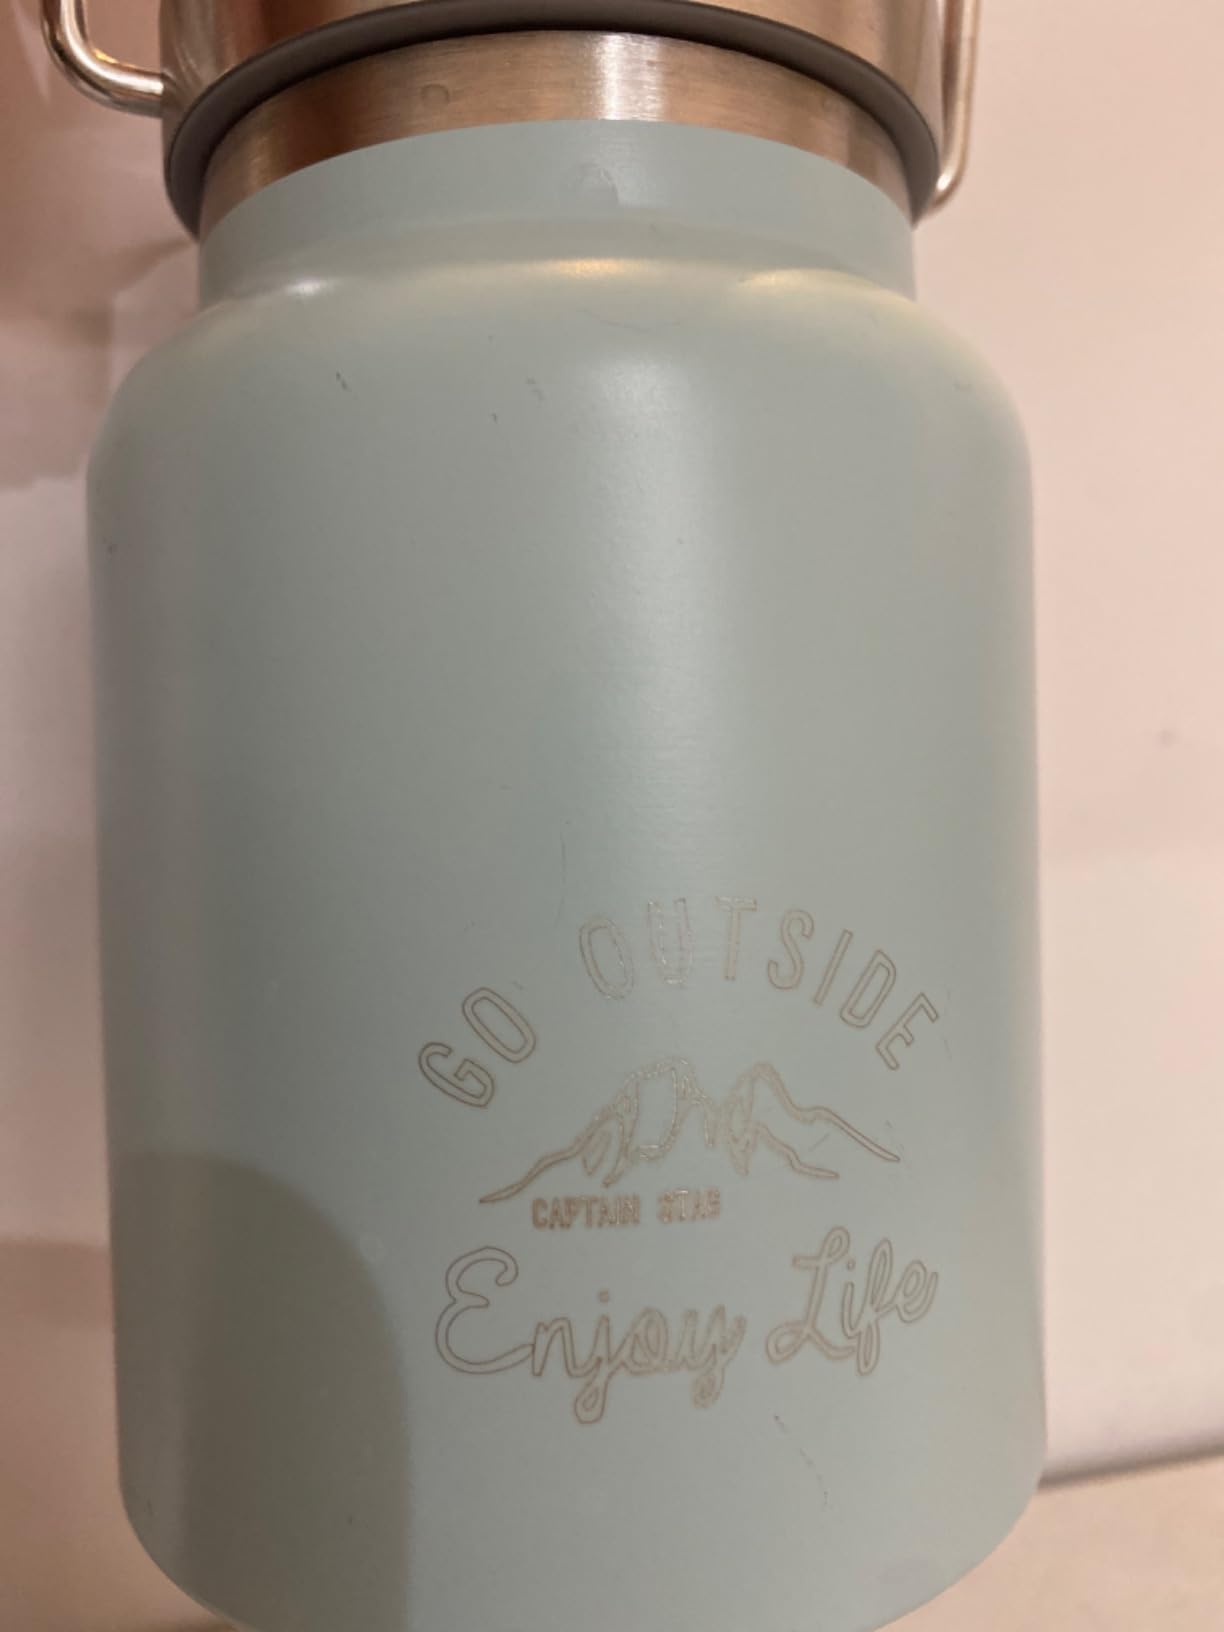 GO OUTSIDE
CAPTAIN STAG
Enjoy Life